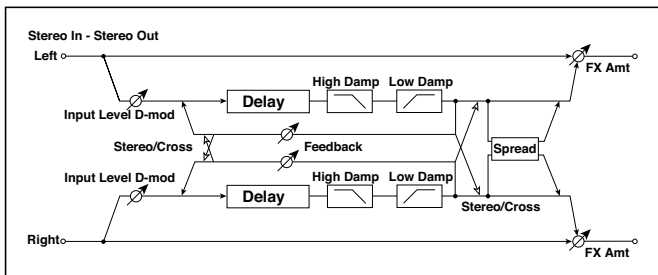 Stereo In - Stereo Out
Left
FX Amt
High Damp
Low Damp
Delay
Input Level D-mod
Stereo/Cross
Feedback
Spread
Input Level D-mod
High Damp
Low Damp
Delay
Stereo/Cross
Right
FX Amt